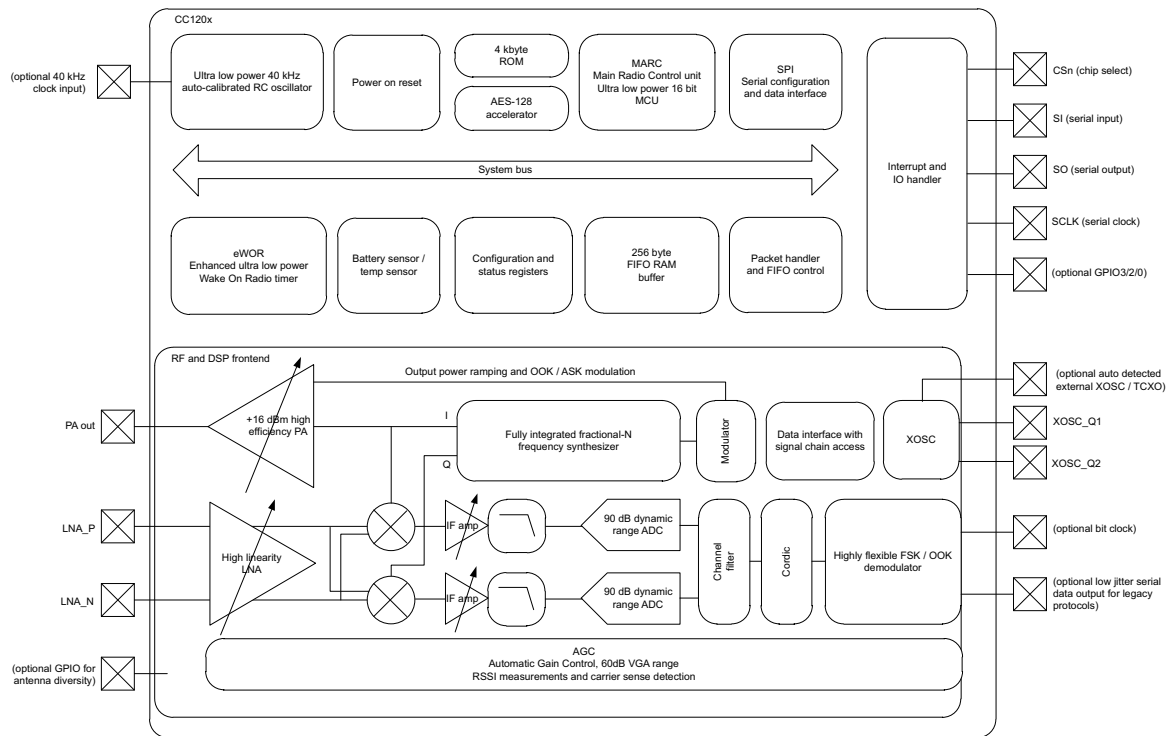 CC120x
(optional 40 kHz
clock input)
Ultra low power 40 kHz
auto-calibrated RC oscillator
Power on reset
4 kbyte
ROM
AES-128
accelerator
MARC
Main Radio Control unit
Ultra low power 16 bit
MCU
SPI
Serial configuration
and data interface
Interrupt and
IO handler
CSn (chip select)
SI (serial input)
SO (serial output)
SCLK (serial clock)
(optional GPIO3/2/0)
System bus
eWOR
Enhanced ultra low power
Wake On Radio timer
Battery sensor /
temp sensor
Configuration and
status registers
256 byte
FIFO RAM
buffer
Packet handler
and FIFO control
RF and DSP frontend
Output power ramping and OOK / ASK modulation
PA out
+16 dBm high
efficiency PA
I
Q
Fully integrated fractional-N
frequency synthesizer
Modulator
Data interface with
signal chain access
XOSC
(optional auto detected
external XOSC / TCXO)
XOSC_Q1
XOSC_Q2
LNA_P
LNA_N
High linearity
LNA
IF amp
90 dB dynamic
range ADC
IF amp
90 dB dynamic
range ADC
Channel
filter
Cordic
Highly flexible FSK / OOK
demodulator
(optional bit clock)
(optional low jitter serial
data output for legacy
protocols)
(optional GPIO for
antenna diversity)
AGC
Automatic Gain Control, 60dB VGA range
RSSI measurements and carrier sense detection